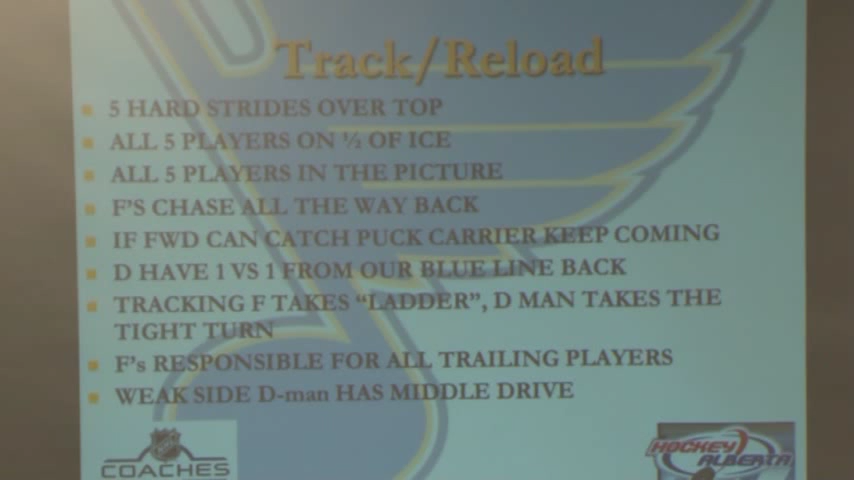 Track/Reload
5 HARD STRIDES OVER TOP
ALL 5 PLAYERS ON ½ OF ICE
ALL 5 PLAYERS IN THE PICTURE
F'S CHASE ALL THE WAY BACK
IF FWD CAN CATCH PUCK CARRIER KEEP COMING
D HAVE 1 VS 1 FROM OUR BLUE LINE BACK
TRACKING F TAKES “LADDER”, D MAN TAKES THE
TIGHT TURN
F's RESPONSIBLE FOR ALL TRAILING PLAYERS
WEAK SIDE D-man HAS MIDDLE DRIVE
NHL
COACHES
HOCKEY
ALBERTA